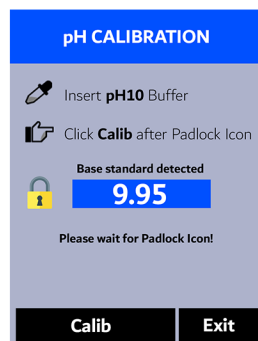 pH CALIBRATION
Insert pH10 Buffer
Click Calib after Padlock Icon
Base standard detected
9.95
Please wait for Padlock Icon!
Calib Exit